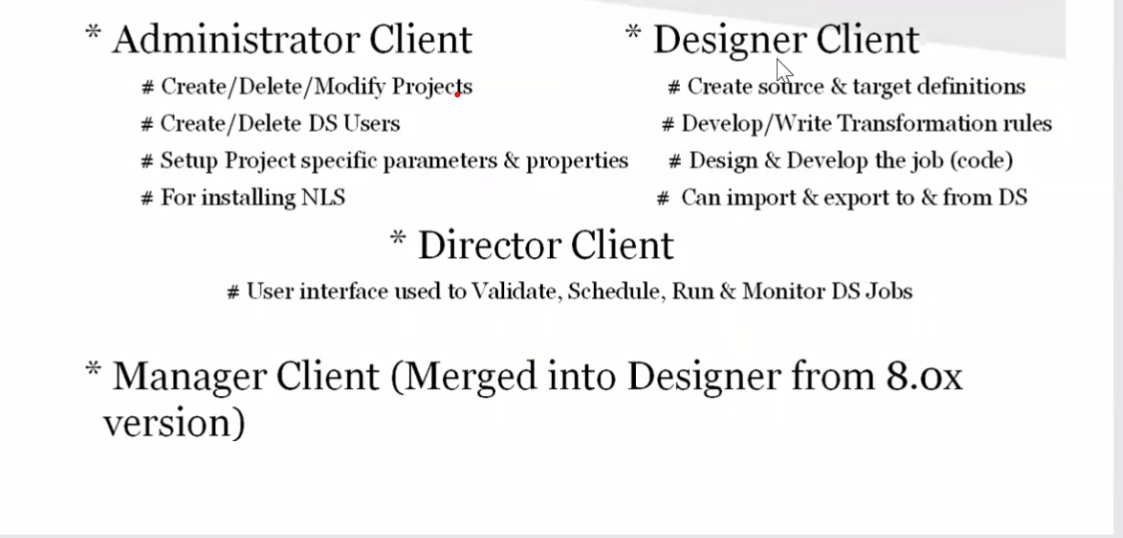 * Administrator Client
# Create/Delete/Modify Projects
# Create/Delete DS Users
# Setup Project specific parameters & properties
# For installing NLS
* Designer Client
# Create source & target definitions
# Develop/Write Transformation rules
# Design & Develop the job (code)
# Can import & export to & from DS
* Director Client
# User interface used to Validate, Schedule, Run & Monitor DS Jobs
* Manager Client (Merged into Designer from 8.0x
version)